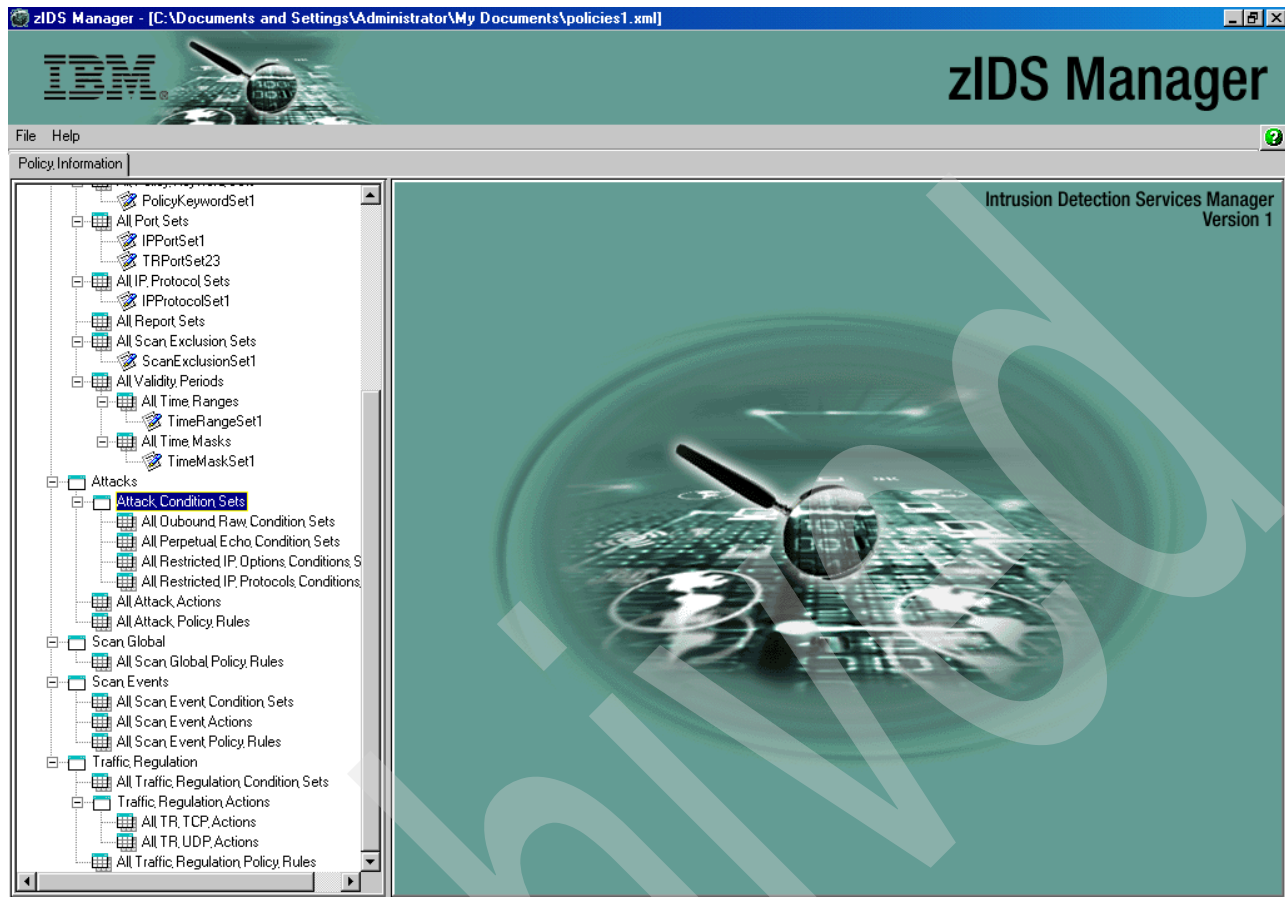 zIDS Manager - [C:\Documents and Settings\Administrator\My Documents\policies1.xml]
IBM
zIDS Manager
File Help
Policy Information
PolicyKeywordSet1
All Port Sets
IPPortSet1
TRPortSet23
All IP Protocol Sets
IPProtocolSet1
All Report Sets
All Scan Exclusion Sets
ScanExclusionSet1
All Validity Periods
All Time Ranges
TimeRangeSet1
All Time Masks
TimeMaskSet1
Attacks
Attack Condition Sets
All Oubound Raw Condition Sets
All Perpetual Echo Condition Sets
All Restricted IP Options Conditions S
All Restricted IP Protocols Conditions
All Attack Actions
All Attack Policy Rules
Scan Global
All Scan Global Policy Rules
Scan Events
All Scan Event Condition Sets
All Scan Event Actions
All Scan Event Policy Rules
Traffic Regulation
All Traffic Regulation Condition Sets
Traffic Regulation Actions
All TR TCP Actions
All TR UDP Actions
All Traffic Regulation Policy Rules
Intrusion Detection Services Manager
Version 1